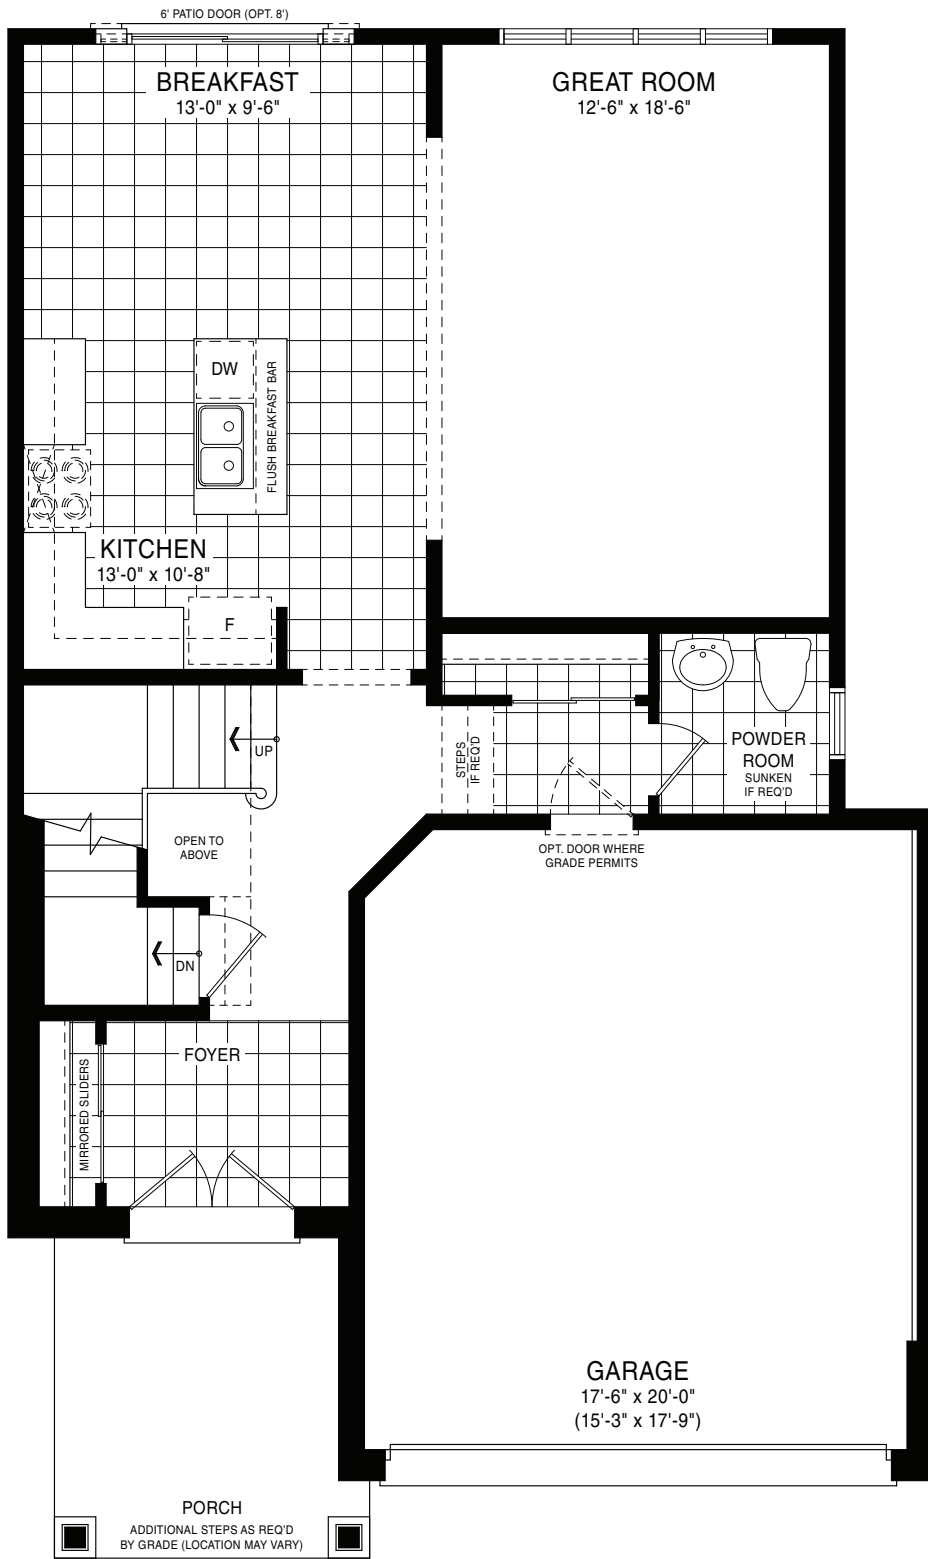 6' PATIO DOOR (OPT. 8')
BREAKFAST
13'-0" x 9'-6"
GREAT ROOM
12'-6" x 18'-6"
DW
FLUSH BREAKFAST BAR
KITCHEN
13'-0" x 10'-8"
F
UP
STEPS
IF REQ'D
POWDER
ROOM
SUNKEN
IF REQ'D
OPEN TO
ABOVE
OPT. DOOR WHERE
GRADE PERMITS
DN
FOYER
MIRRORED SLIDERS
GARAGE
17'-6" x 20'-0"
(15'-3" x 17'-9")
PORCH
ADDITIONAL STEPS AS REQ'D
BY GRADE (LOCATION MAY VARY)